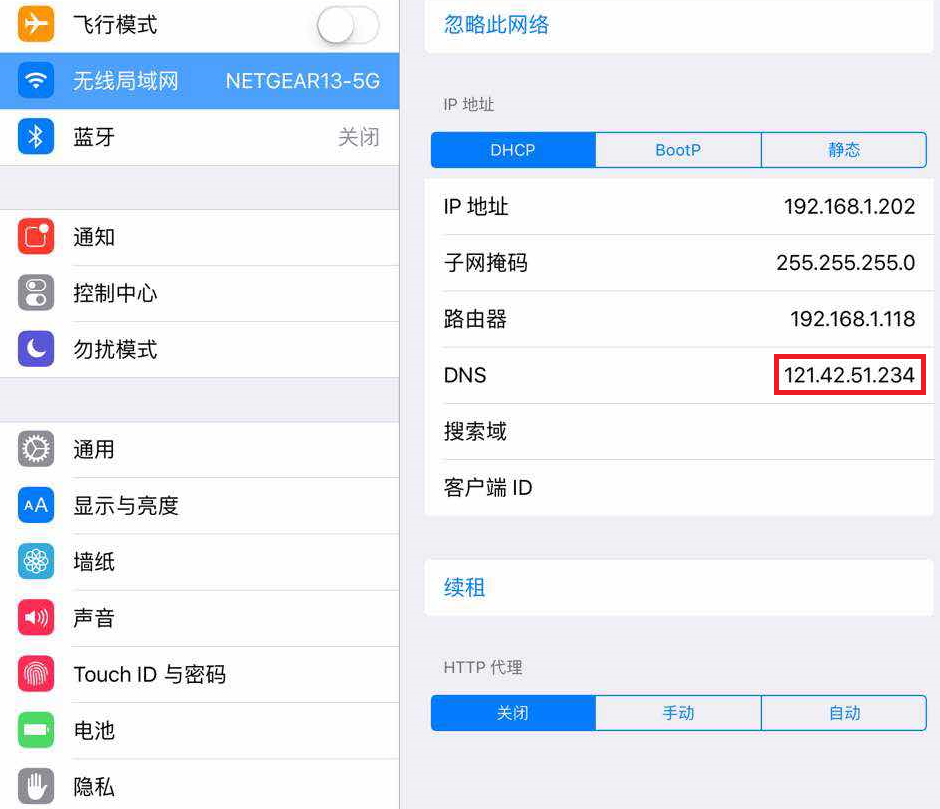 飞行模式
无线局域网 NETGEAR13-5G
蓝牙 关闭
通知
控制中心
勿扰模式
通用
AA 显示与亮度
墙纸
声音
Touch ID 与密码
电池
隐私
忽略此网络
IP 地址
DHCP BootP 静态
IP 地址 192.168.1.202
子网掩码 255.255.255.0
路由器 192.168.1.118
DNS 121.42.51.234
搜索域
客户端 ID
续租
HTTP 代理
关闭 手动 自动